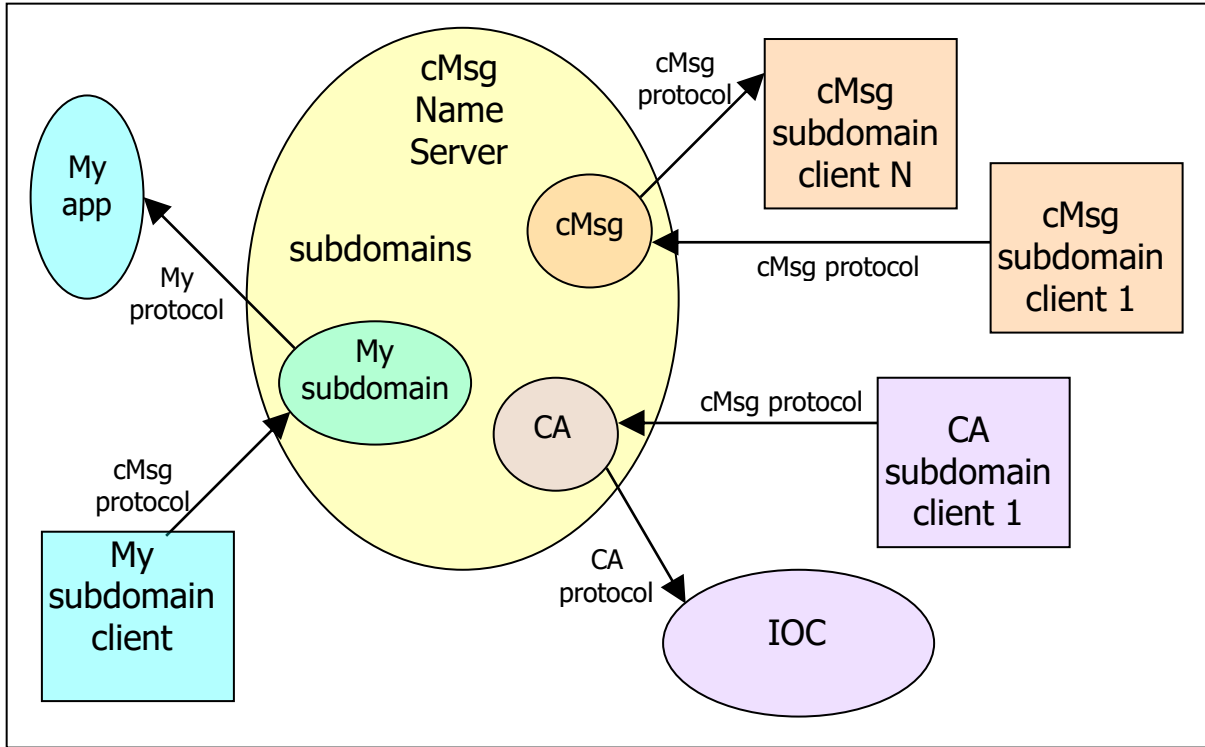 cMsg
Name
Server
subdomains
My
app
My
protocol
My
subdomain
cMsg
protocol
My
subdomain
client
cMsg
cMsg
protocol
cMsg
subdomain
client N
cMsg protocol
cMsg
subdomain
client 1
CA
cMsg protocol
CA
subdomain
client 1
CA
protocol
IOC